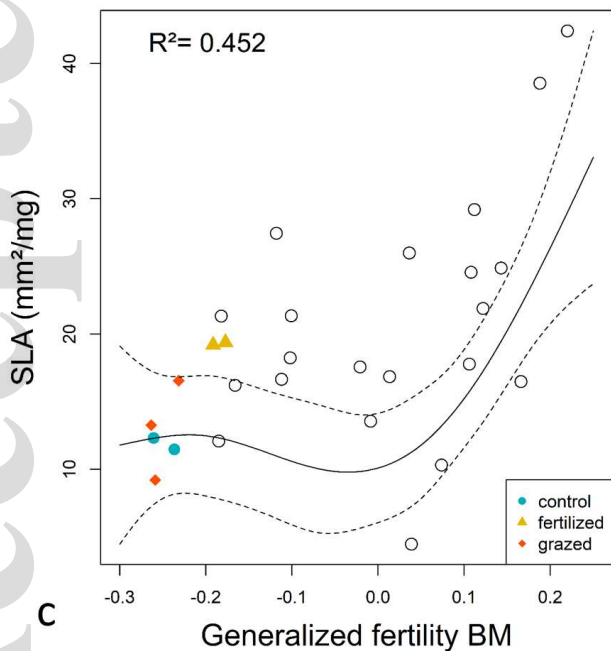 R²= 0.452
SLA (mm²/mg)
40
30
20
10
-0.3 -0.2 -0.1 0.0 0.1 0.2
control
fertilized
grazed
C
Generalized fertility BM